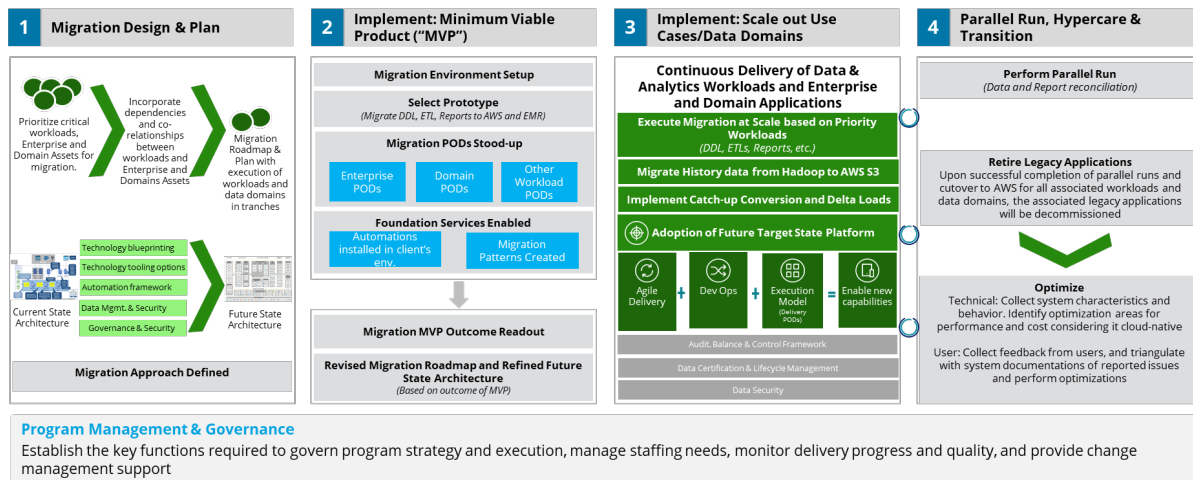 1
Migration Design & Plan
Prioritize critical
workloads,
Enterprise and
Domain Assets for
migration.
Incorporate
dependencies
and co-
relationships
between
workloads and
Enterprise and
Domains Assets
Migration
Roadmap &
Plan with
execution of
workloads and
data domains
in tranches
Technology blueprinting
Technology tooling options
Automation framework
Data Mgmt. & Security
Governance & Security
Current State
Architecture
Future State
Architecture
Migration Approach Defined
2
Implement: Minimum Viable
Product (“MVP”)
Migration Environment Setup
Select Prototype
(Migrate DDL, ETL, Reports to AWS and EMR)
Migration PODs Stood-up
Enterprise
PODs
Domain
PODs
Other
Workload
PODs
Foundation Services Enabled
Automations
installed in client’s
env.
Migration
Patterns Created
Migration MVP Outcome Readout
Revised Migration Roadmap and Refined Future
State Architecture
(Based on outcome of MVP)
3
Implement: Scale out Use
Cases/Data Domains
Continuous Delivery of Data &
Analytics Workloads and Enterprise
and Domain Applications
Execute Migration at Scale based on Priority
Workloads
(DDL, ETLs, Reports, etc.)
Migrate History data from Hadoop to AWS S3
Implement Catch-up Conversion and Delta Loads
Adoption of Future Target State Platform
Agile
Delivery
+
Dev Ops
+
Execution
Model
(Delivery
PODs)
=
Enable new
capabilities
Audit, Balance & Control Framework
Data Certification & Lifecycle Management
Data Security
4
Parallel Run, Hypercare &
Transition
Perform Parallel Run
(Data and Report reconciliation)
Retire Legacy Applications
Upon successful completion of parallel runs and
cutover to AWS for all associated workloads and
data domains, the associated legacy applications
will be decommissioned
Optimize
Technical: Collect system characteristics and
behavior. Identify optimization areas for
performance and cost considering it cloud-native
User: Collect feedback from users, and triangulate
with system documentations of reported issues
and perform optimizations
Program Management & Governance
Establish the key functions required to govern program strategy and execution, manage staffing needs, monitor delivery progress and quality, and provide change
management support